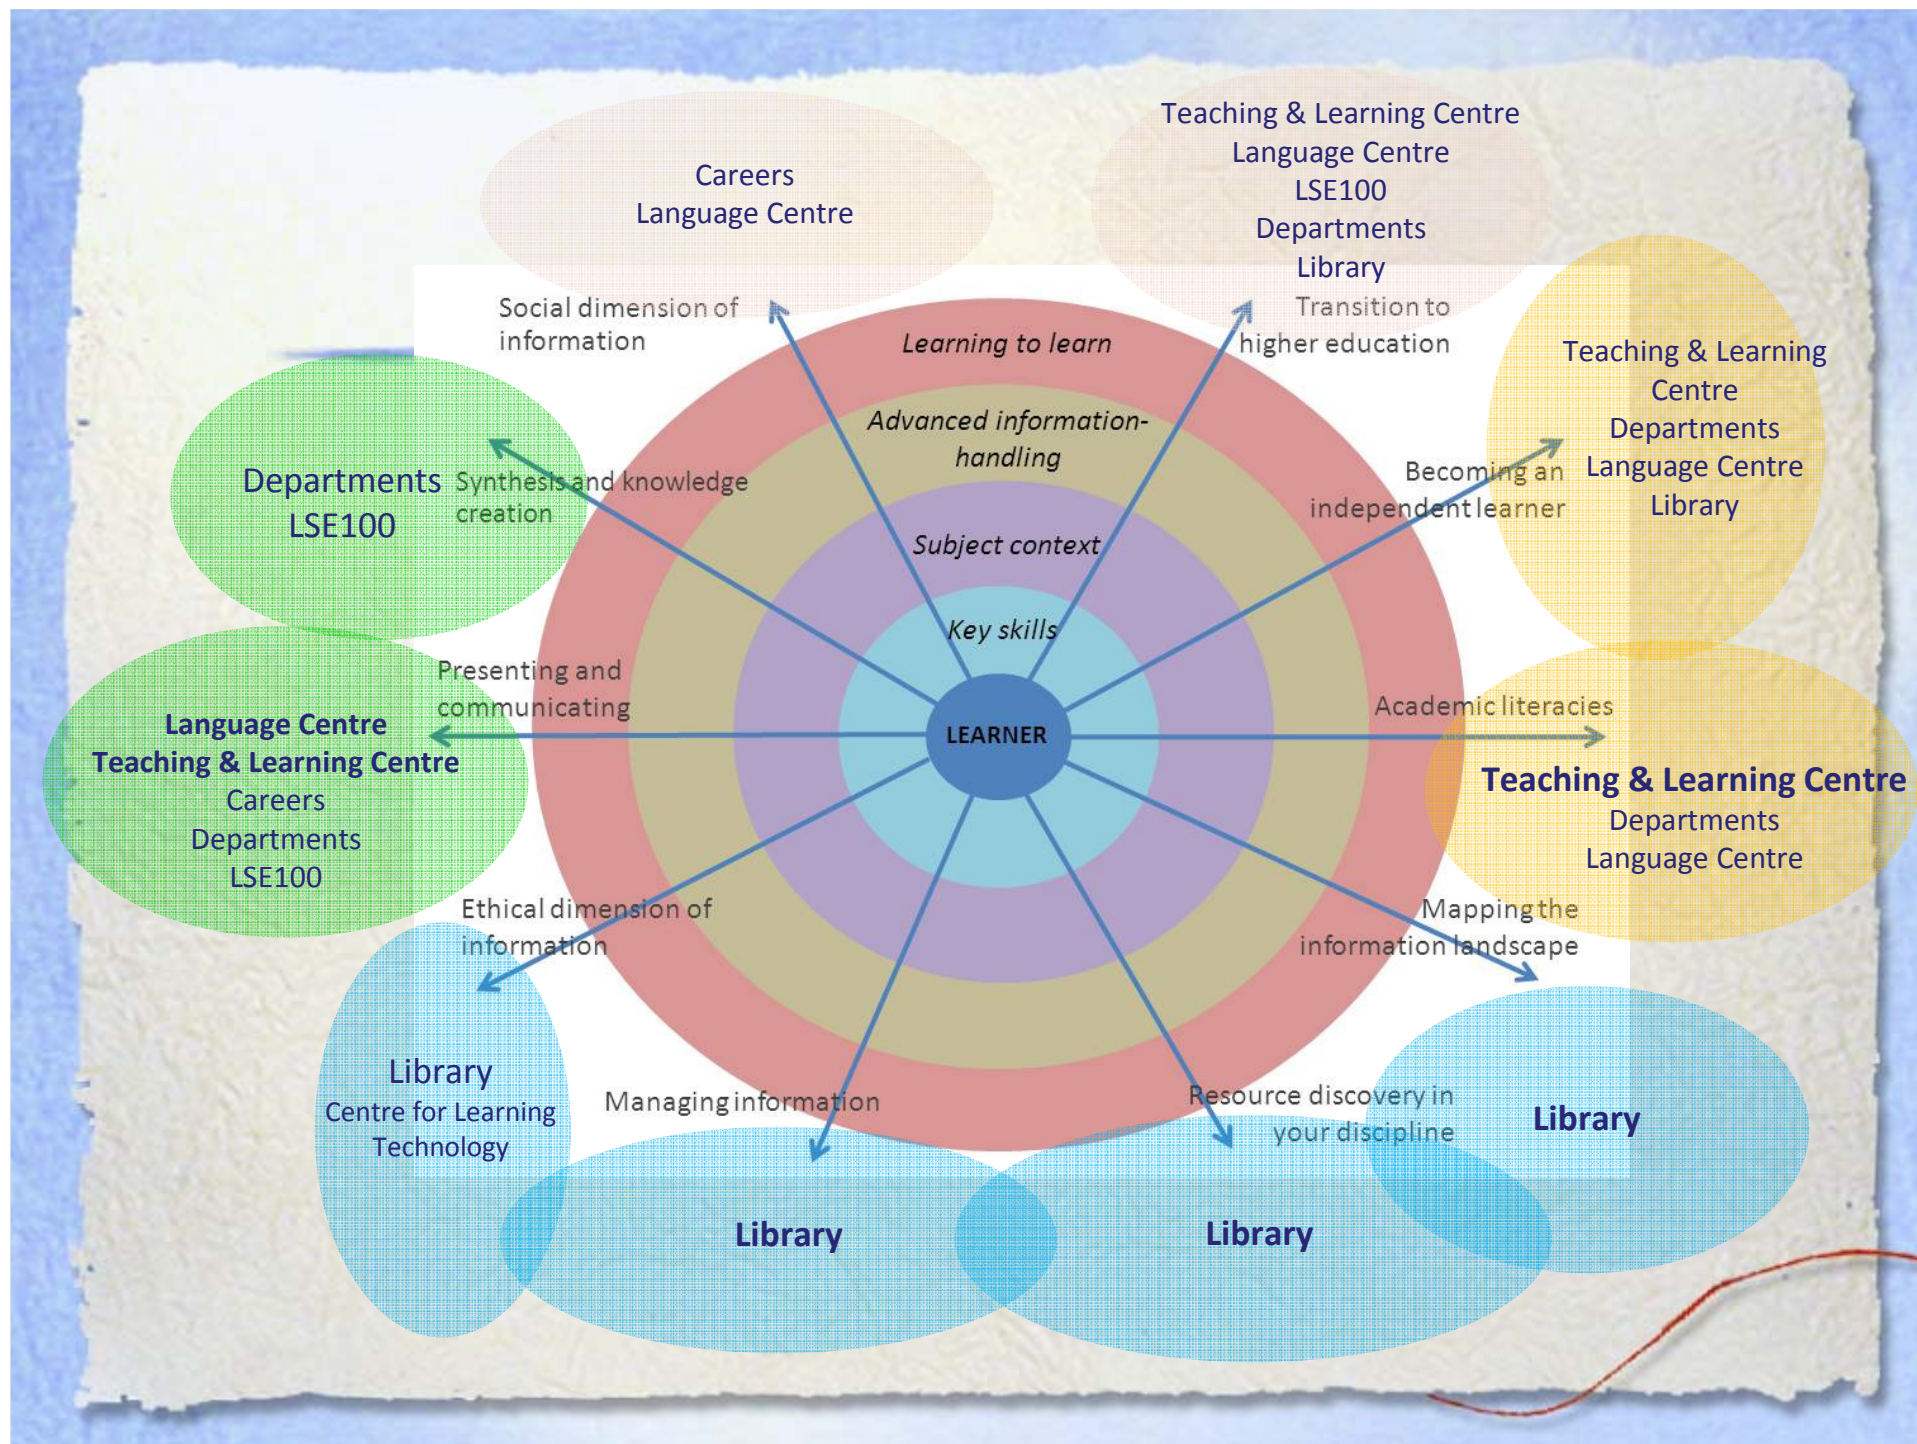 Careers
Language Centre
Teaching & Learning Centre
Language Centre
LSE100
Departments
Library
Social dimension of
information
Transition to
higher education
Learning to learn
Teaching & Learning
Centre
Departments
Language Centre
Library
Advanced information-
handling
Becoming an
independent learner
Departments
LSE100
Synthesis and knowledge
creation
Subject context
Key skills
Presenting and
communicating
Academic literacies
LEARNER
Language Centre
Teaching & Learning Centre
Careers
Departments
LSE100
Teaching & Learning Centre
Departments
Language Centre
Ethical dimension of
information
Mapping the
information landscape
Library
Centre for Learning
Technology
Managing information
Resource discovery in
your discipline
Library
Library
Library